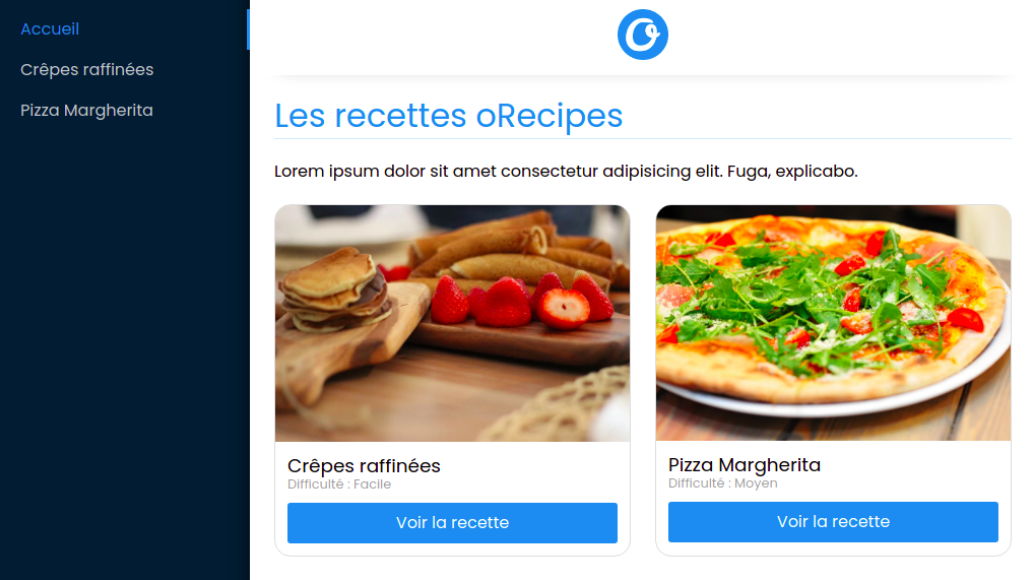 Accueil
Crêpes raffinées
Pizza Margherita
Les recettes oRecipes
Lorem ipsum dolor sit amet consectetur adipisicing elit. Fuga, explicabo.
Crêpes raffinées
Difficulté : Facile
Voir la recette
Pizza Margherita
Difficulté : Moyen
Voir la recette